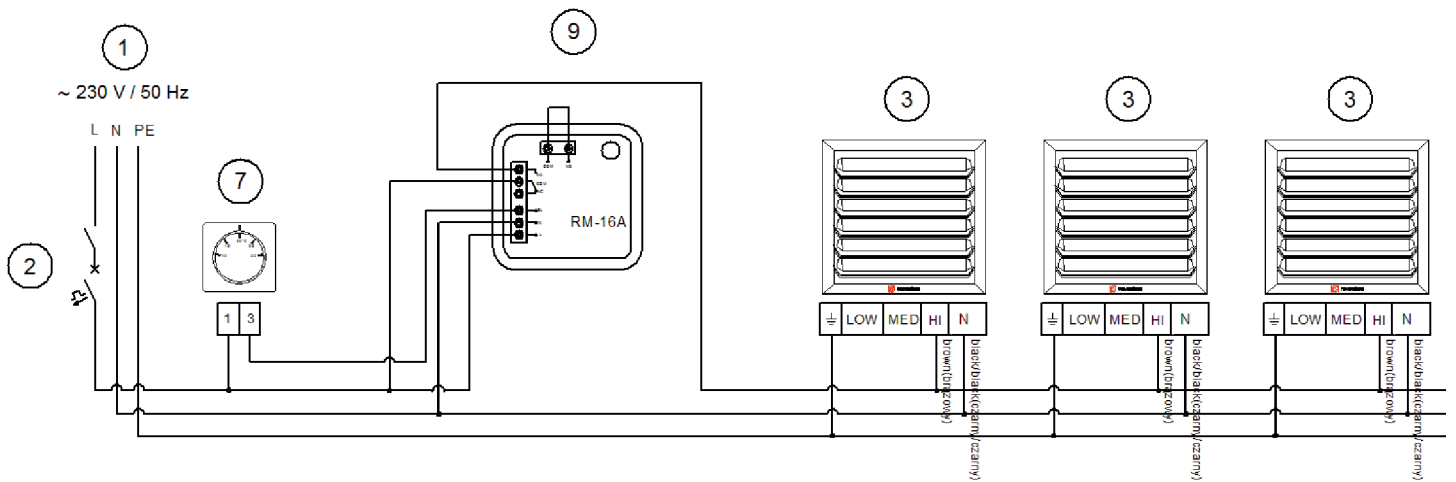 1
9
~ 230 V / 50 Hz
3
3
3
L N PE
7
RM-16A
2
1 3
LOW MED HI N
LOW MED HI N
LOW MED HI N
brown(brązowy)
black/black(czarny/czarny)
brown(brązowy)
black/black(czarny/czarny)
brown(brązowy)
black/black(czarny/czarny)